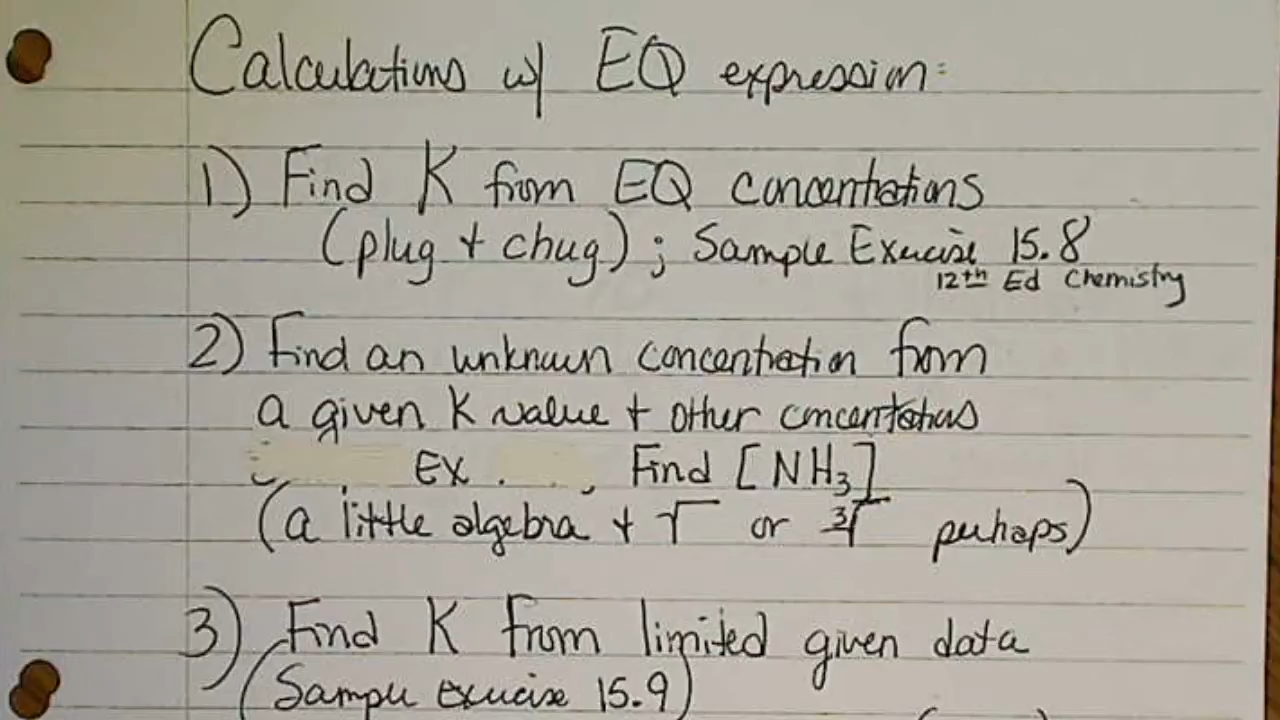 Calculations w/ EQ expression:
1) Find K from EQ concentrations
(plug + chug); Sample Exercise 15.8
12th Ed Chemistry
2) Find an unknown concentration from
a given K value + other concentrations
Ex. , Find [NH₃]
(a little algebra + √ or ∛ perhaps)
3) Find K from limited given data
(Sample exercise 15.9)